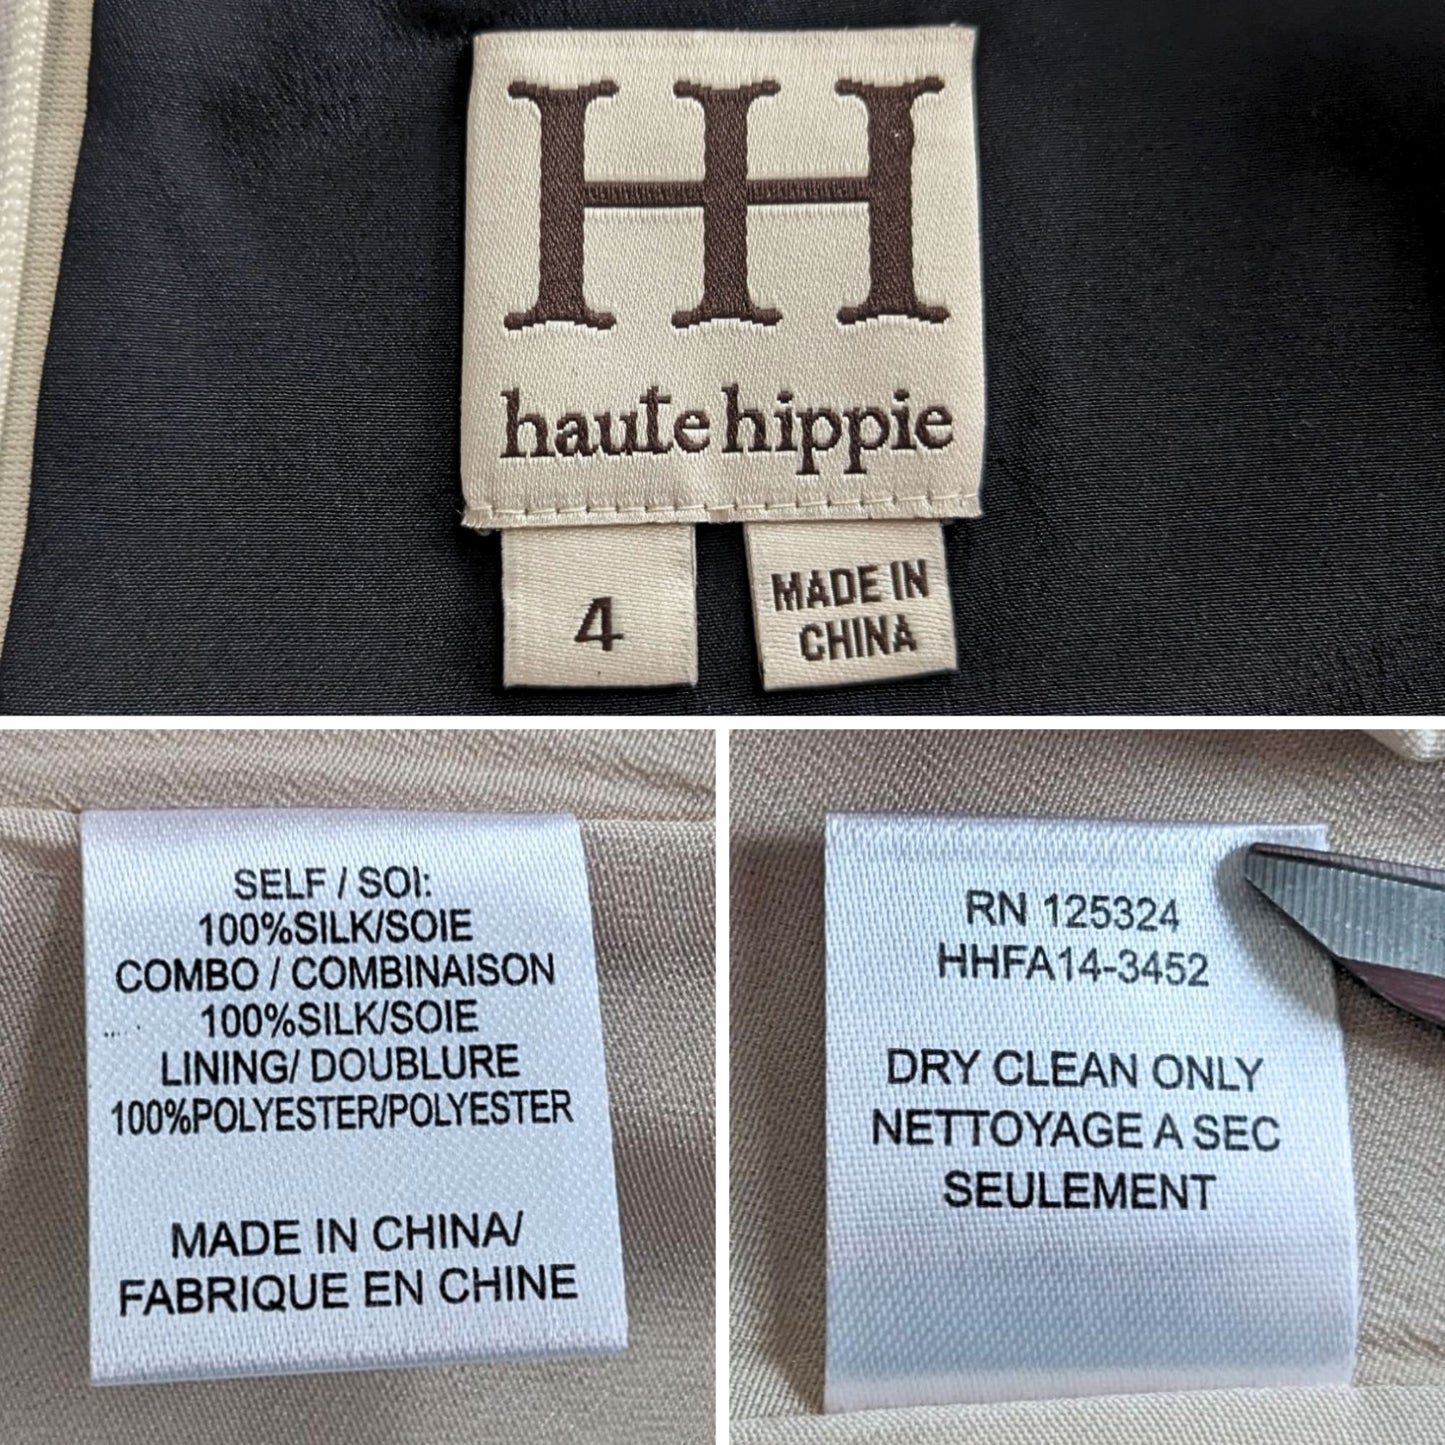 HH
haute hippie
4
MADE IN
CHINA
SELF / SOI:
100%SILK/SOIE
COMBO / COMBINAISON
100%SILK/SOIE
LINING/ DOUBLURE
100%POLYESTER/POLYESTER
MADE IN CHINA/
FABRIQUE EN CHINE
RN 125324
HHFA14-3452
DRY CLEAN ONLY
NETTOYAGE A SEC
SEULEMENT